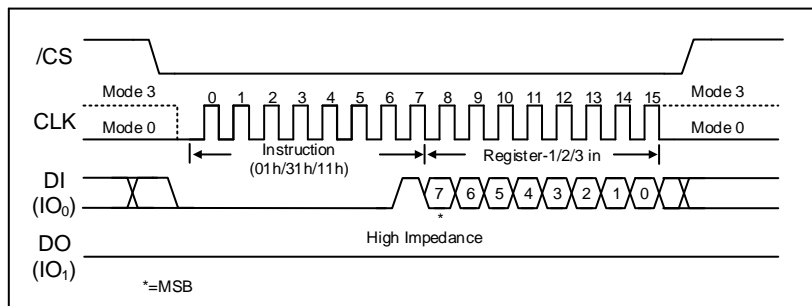 /CS
Mode 3
0 1 2 3 4 5 6 7 8 9 10 11 12 13 14 15
Mode 3
CLK
Mode 0
Mode 0
Instruction
(01h/31h/11h)
Register-1/2/3 in
DI
(IO₀)
7 6 5 4 3 2 1 0
*
High Impedance
DO
(IO₁)
*=MSB